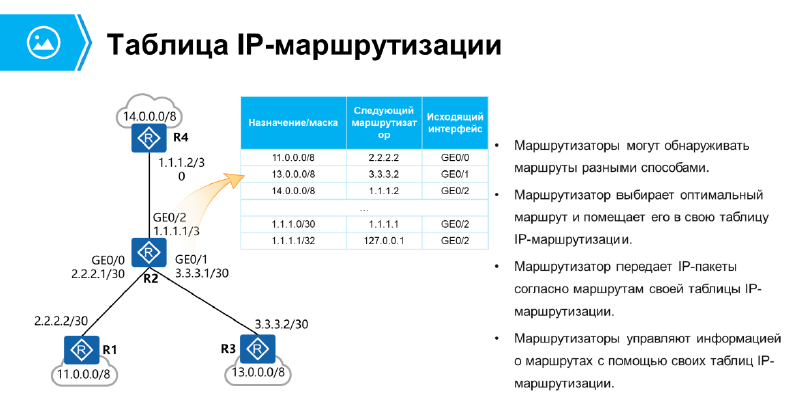 Таблица IP-маршрутизации
14.0.0.0/8
R
R4
1.1.1.2/3
0
GE0/2
1.1.1.1/3
GE0/0
2.2.2.1/30
R
R2
GE0/1
3.3.3.1/30
2.2.2.2/30
R
R1
11.0.0.0/8
3.3.3.2/30
R3
R
13.0.0.0/8
Назначение/маска Следующий маршрутизат ор Исходящий интерфейс
11.0.0.0/8 2.2.2.2 GE0/0
13.0.0.0/8 3.3.3.2 GE0/1
14.0.0.0/8 1.1.1.2 GE0/2
...
1.1.1.0/30 1.1.1.1 GE0/2
1.1.1.1/32 127.0.0.1 GE0/2
• Маршрутизаторы могут обнаруживать
маршруты разными способами.
• Маршрутизатор выбирает оптимальный
маршрут и помещает его в свою таблицу
IP-маршрутизации.
• Маршрутизатор передает IP-пакеты
согласно маршрутам своей таблицы IP-
маршрутизации.
• Маршрутизаторы управляют информацией
о маршрутах с помощью своих таблиц IP-
маршрутизации.